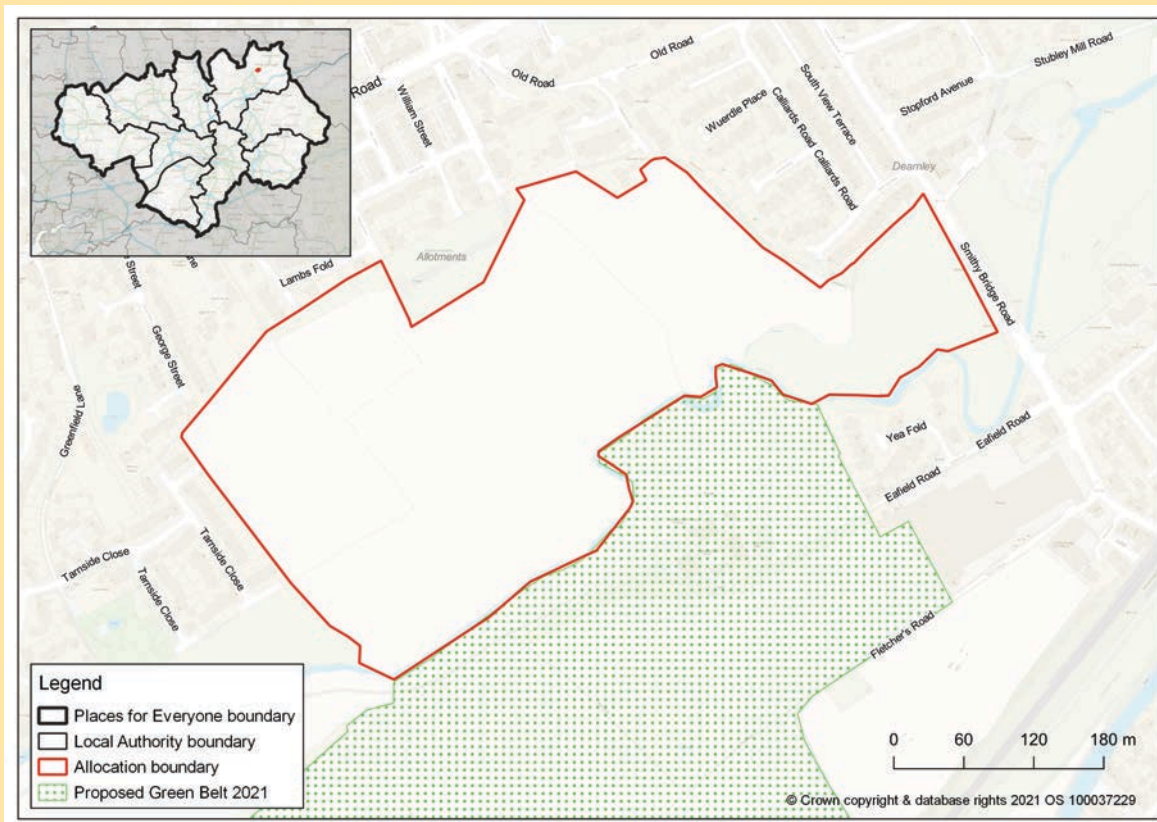 Road
William Street
Old Road
Old Road
Wuerdle Place
Calliards Road
Calliards Road
South View Terrace
Stopford Avenue
Stubley Mill Road
Dearnley
Smithy Bridge Road
Allotments
Lambs Fold
Street
George Street
Greenfield Lane
Tarnside Close
Tarnside Close
Tarnside Close
Yea Fold
Eafield Road
Eafield Road
Fletcher's Road
Legend
Places for Everyone boundary
Local Authority boundary
Allocation boundary
Proposed Green Belt 2021
0 60 120 180 m
© Crown copyright & database rights 2021 OS 100037229